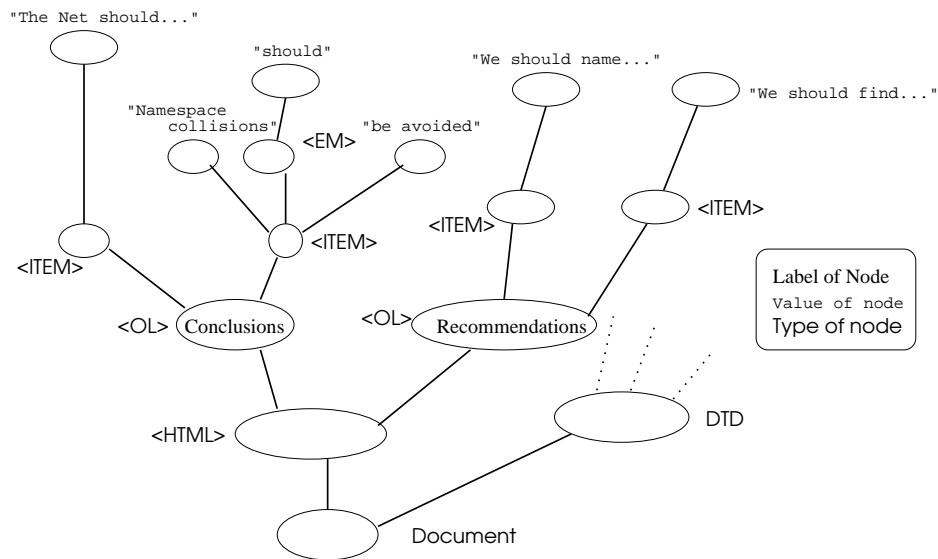 "The Net should..."
"should"
"We should name..."
"We should find..."
"Namespace
collisions"
<EM>
"be avoided"
<ITEM>
<ITEM>
<ITEM>
<ITEM>
<OL>
Conclusions
<OL>
Recommendations
Label of Node
Value of node
Type of node
<HTML>
DTD
Document